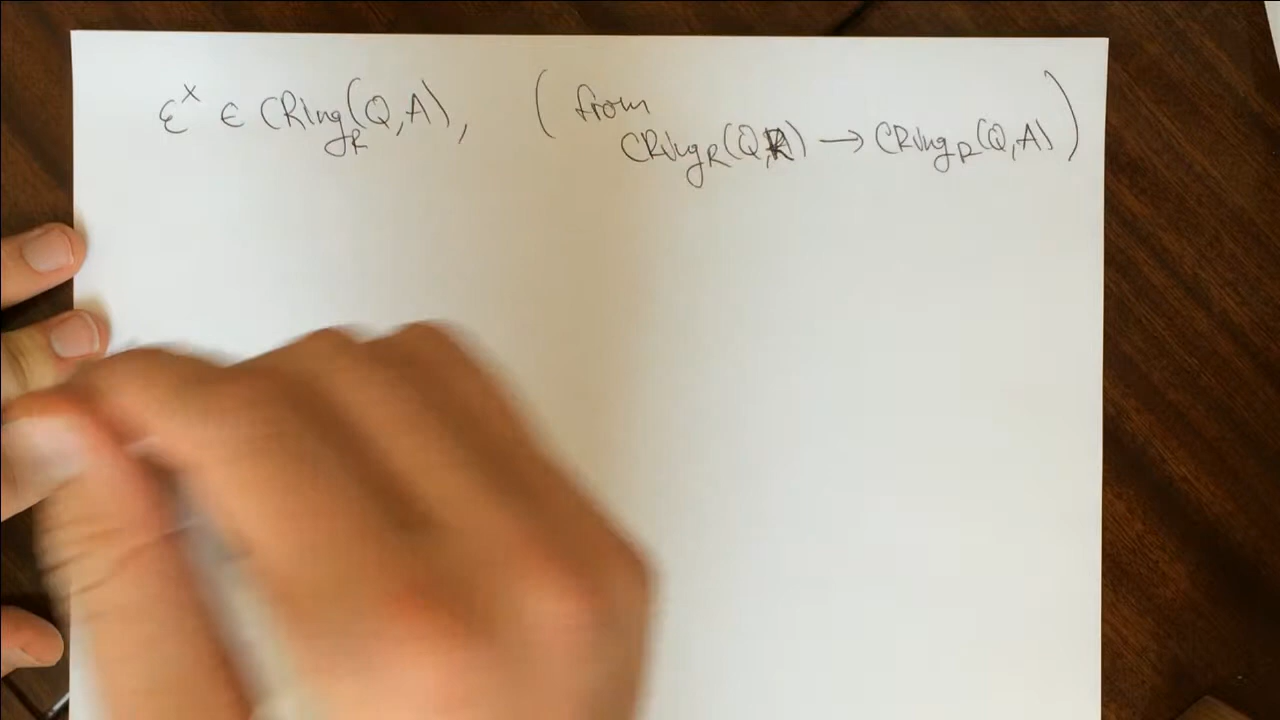 ε^x ∈ CRing_R(Q,A), ( from
CRing_R(Q,R) → CRing_R(Q,A) )